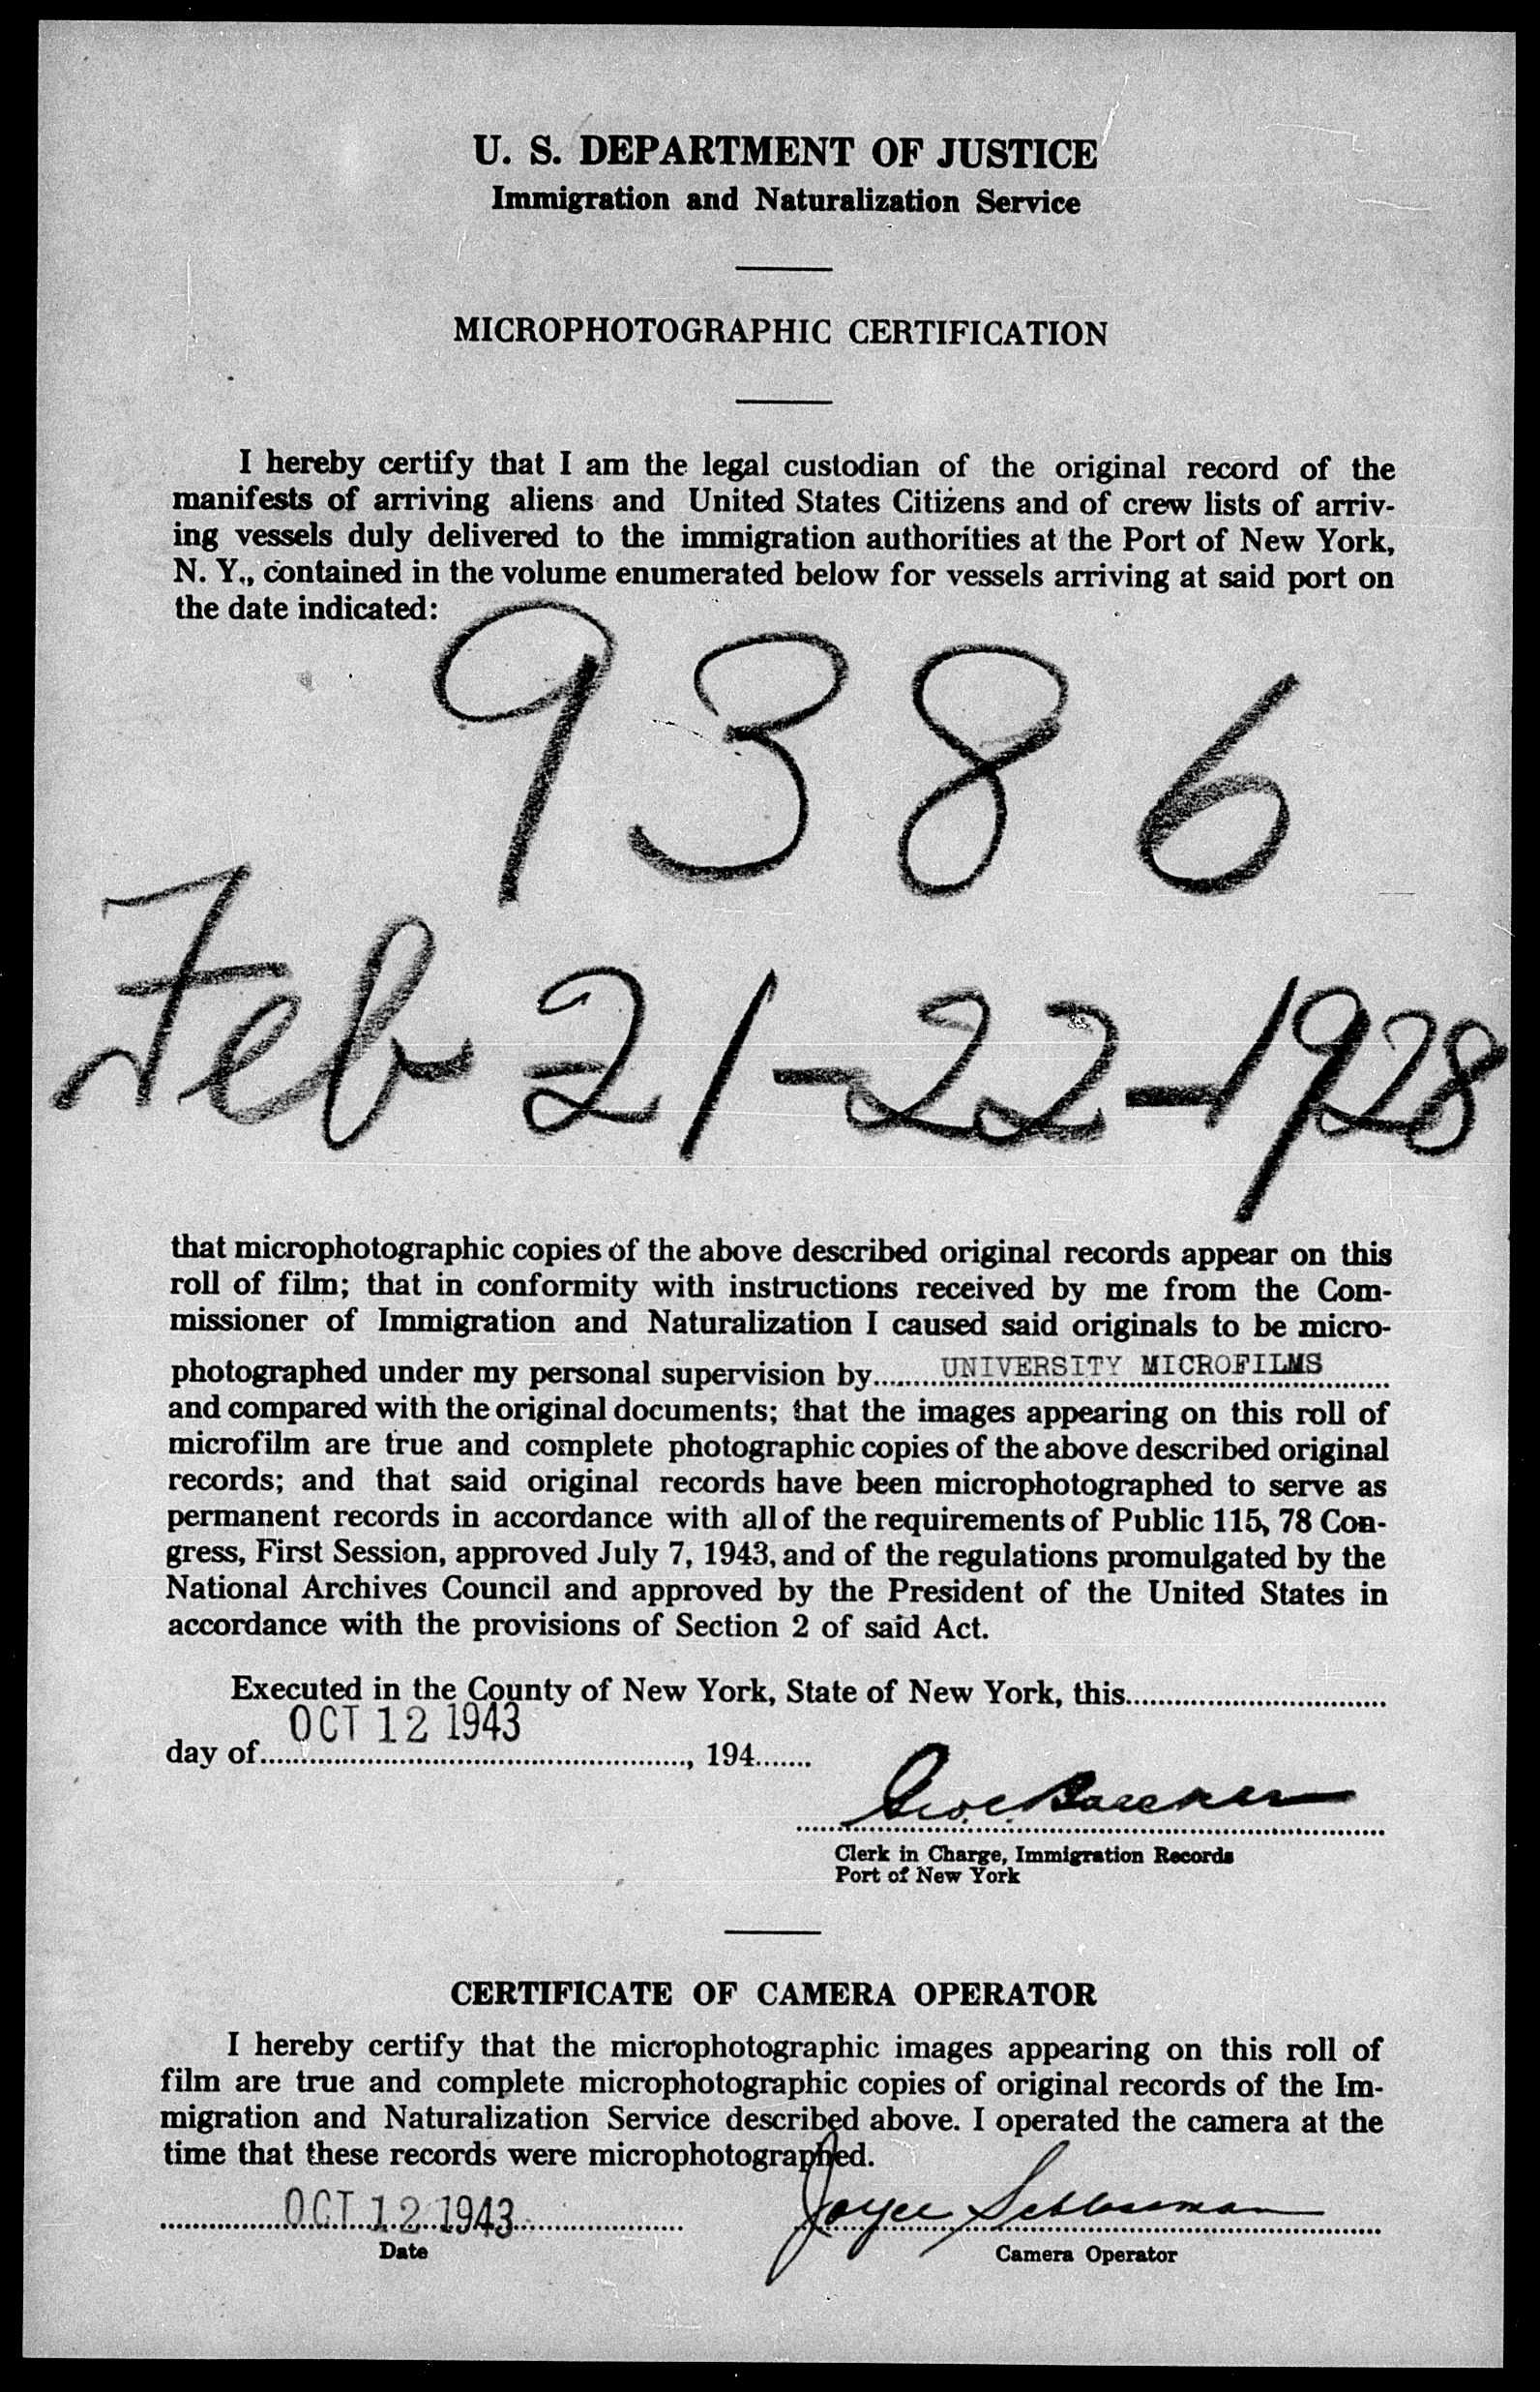 U. S. DEPARTMENT OF JUSTICE
Immigration and Naturalization Service
MICROPHOTOGRAPHIC CERTIFICATION
I hereby certify that I am the legal custodian of the original record of the
manifests of arriving aliens and United States Citizens and of crew lists of arriv-
ing vessels duly delivered to the immigration authorities at the Port of New York,
N. Y., contained in the volume enumerated below for vessels arriving at said port on
the date indicated:
9386
Feb 21-22-1928
that microphotographic copies of the above described original records appear on this
roll of film; that in conformity with instructions received by me from the Com-
missioner of Immigration and Naturalization I caused said originals to be micro-
photographed under my personal supervision by UNIVERSITY MICROFILMS
and compared with the original documents; that the images appearing on this roll of
microfilm are true and complete photographic copies of the above described original
records; and that said original records have been microphotographed to serve as
permanent records in accordance with all of the requirements of Public 115, 78 Con-
gress, First Session, approved July 7, 1943, and of the regulations promulgated by the
National Archives Council and approved by the President of the United States in
accordance with the provisions of Section 2 of said Act.
Executed in the County of New York, State of New York, this
OCT 12 1943
day of, 194
Clerk in Charge, Immigration Records
Port of New York
CERTIFICATE OF CAMERA OPERATOR
I hereby certify that the microphotographic images appearing on this roll of
film are true and complete microphotographic copies of original records of the Im-
migration and Naturalization Service described above. I operated the camera at the
time that these records were microphotographed.
OCT 12 1943 Joyce
Date
Camera Operator